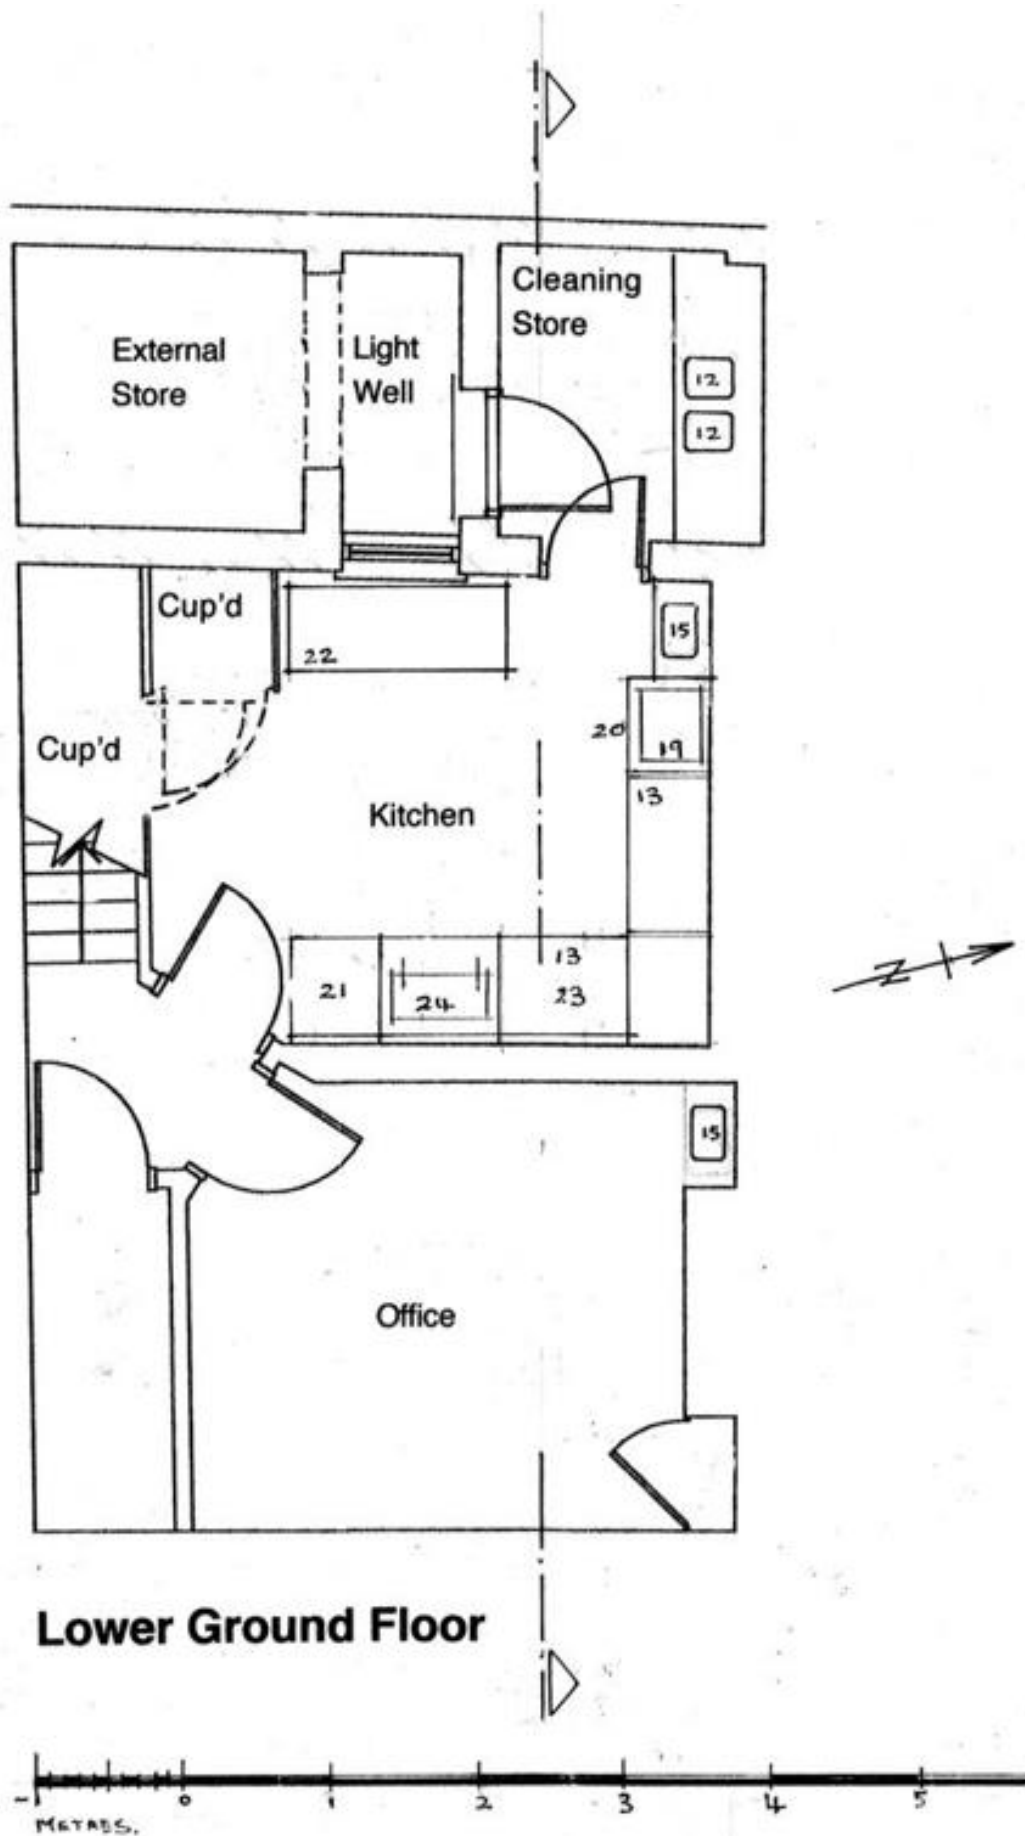 Cleaning
Store
External
Store
Light
Well
12
12
Cup'd
15
22
Cup'd
20
19
13
Kitchen
13
21
24
23
N
15
Office
Lower Ground Floor
-1 0 1 2 3 4 5
METRES.